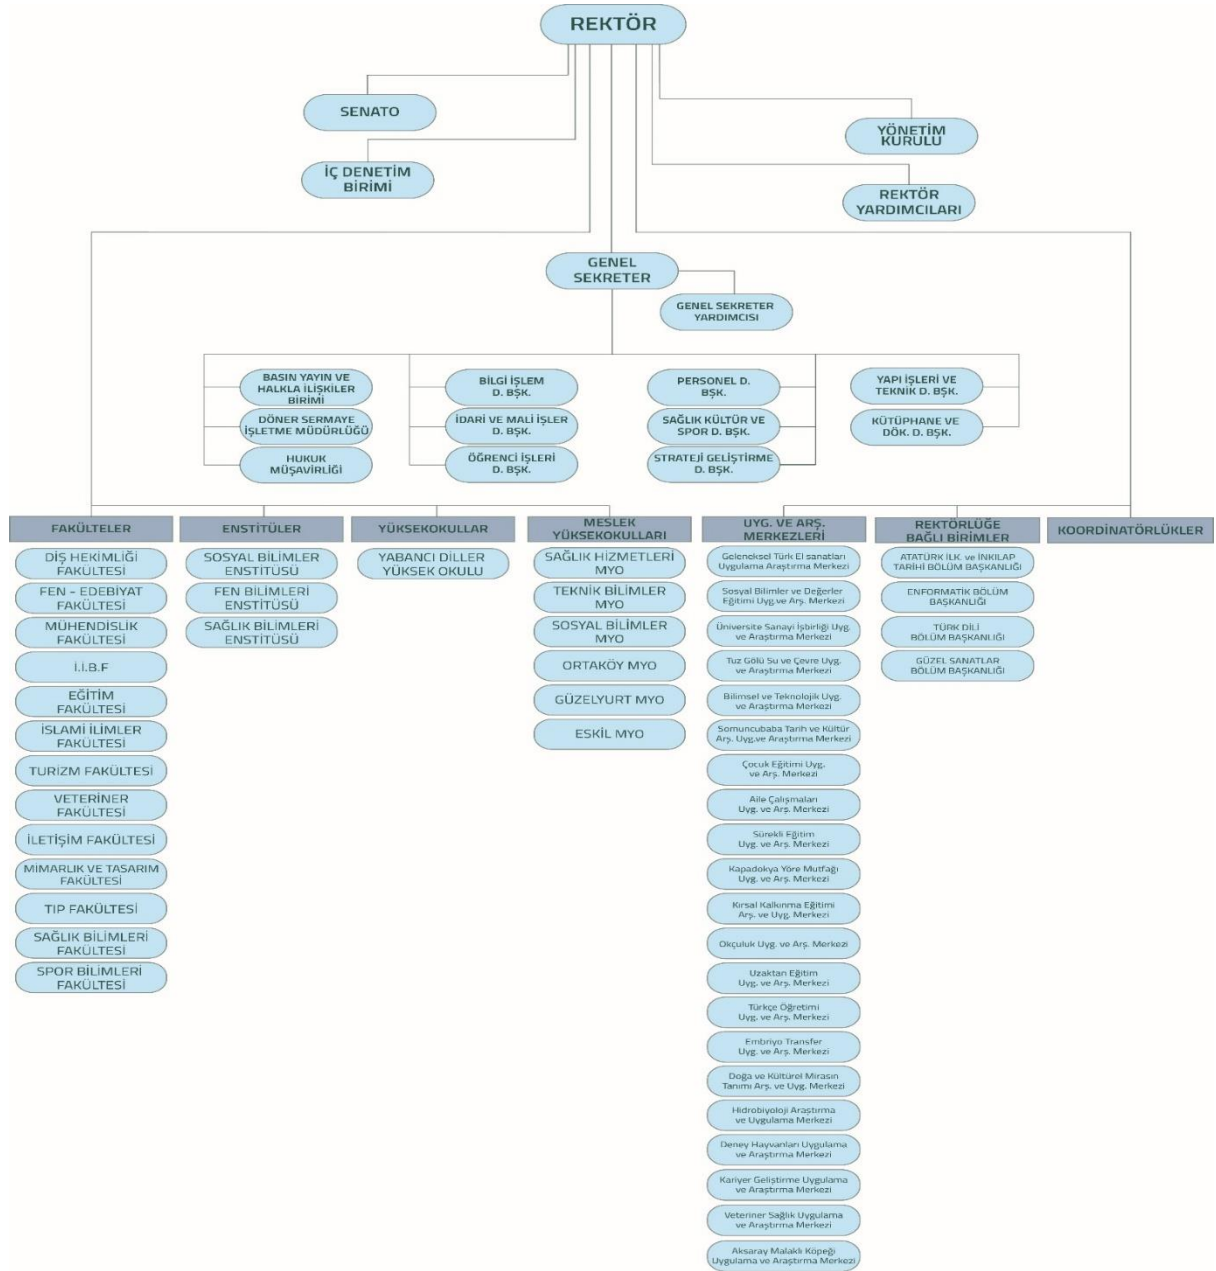 REKTÖR
SENATO
YÖNETİM
KURULU
İÇ DENETİM
BİRİMİ
REKTÖR
YARDIMCILARI
GENEL
SEKRETER
GENEL SEKRETER
YARDIMCISI
BASIN YAYIN VE
HALKLA İLİŞKİLER
BİRİMİ
DÖNER SERMAYE
İŞLETME MÜDÜRLÜĞÜ
HUKUK
MÜŞAVİRLİĞİ
BİLGİ İŞLEM
D. BŞK.
İDARİ VE MALİ İŞLER
D. BŞK.
ÖĞRENCİ İŞLERİ
D. BŞK.
PERSONEL D.
BŞK.
SAĞLIK KÜLTÜR VE
SPOR D. BŞK.
STRATEJİ GELİŞTİRME
D. BŞK.
YAPI İŞLERİ VE
TEKNİK D. BŞK.
KÜTÜPHANE VE
DÖK. D. BŞK.
FAKÜLTELER
DİŞ HEKİMLİĞİ
FAKÜLTESİ
FEN - EDEBİYAT
FAKÜLTESİ
MÜHENDİSLİK
FAKÜLTESİ
İ.İ.B.F
EĞİTİM
FAKÜLTESİ
İSLAMİ İLİMLER
FAKÜLTESİ
TURİZM FAKÜLTESİ
VETERİNER
FAKÜLTESİ
İLETİŞİM FAKÜLTESİ
MİMARLIK VE TASARIM
FAKÜLTESİ
TIP FAKÜLTESİ
SAĞLIK BİLİMLERİ
FAKÜLTESİ
SPOR BİLİMLERİ
FAKÜLTESİ
ENSTİTÜLER
SOSYAL BİLİMLER
ENSTİTÜSÜ
FEN BİLİMLERİ
ENSTİTÜSÜ
SAĞLIK BİLİMLERİ
ENSTİTÜSÜ
YÜKSEKOKULLAR
YABANCI DİLLER
YÜKSEK OKULU
MESLEK
YÜKSEKOKULLARI
SAĞLIK HİZMETLERİ
MYO
TEKNİK BİLİMLER
MYO
SOSYAL BİLİMLER
MYO
ORTAKÖY MYO
GÜZELYURT MYO
ESKİL MYO
UYG. VE ARŞ.
MERKEZLERİ
Geleneksel Türk El sanatları
Uygulama Araştırma Merkezi
Sosyal Bilimler ve Değerler
Eğitimi Uyg.ve Arş. Merkezi
Üniversite Sanayi İşbirliği Uyg.
ve Araştırma Merkezi
Tuz Gölü Su ve Çevre Uyg.
ve Araştırma Merkezi
Bilimsel ve Teknolojik Uyg.
ve Araştırma Merkezi
Somuncubaba Tarih ve Kültür
Arş. Uyg.ve Araştırma Merkezi
Çocuk Eğitimi Uyg.
ve Arş. Merkezi
Aile Çalışmaları
Uyg. ve Arş. Merkezi
Sürekli Eğitim
Uyg. ve Arş. Merkezi
Kapadokya Yöre Mutfağı
Uyg. ve Arş. Merkezi
Kırsal Kalkınma Eğitimi
Arş. ve Uyg. Merkezi
Okçuluk Uyg. ve Arş. Merkezi
Uzaktan Eğitim
Uyg. ve Arş. Merkezi
Türkçe Öğretimi
Uyg. ve Arş. Merkezi
Embriyo Transfer
Uyg. ve Arş. Merkezi
Doğa ve Kültürel Mirasın
Tanımı Arş. ve Uyg. Merkezi
Hidrobiyoloji Araştırma
ve Uygulama Merkezi
Deney Hayvanları Uygulama
ve Araştırma Merkezi
Kariyer Geliştirme Uygulama
ve Araştırma Merkezi
Veteriner Sağlık Uygulama
ve Araştırma Merkezi
Aksaray Malaklı Köpeği
Uygulama ve Araştırma Merkezi
REKTÖRLÜĞE
BAĞLI BİRİMLER
ATATÜRK İLK. ve İNKILAP
TARİHİ BÖLÜM BAŞKANLIĞI
ENFORMATİK BÖLÜM
BAŞKANLIĞI
TÜRK DİLİ
BÖLÜM BAŞKANLIĞI
GÜZEL SANATLAR
BÖLÜM BAŞKANLIĞI
KOORDİNATÖRLÜKLER